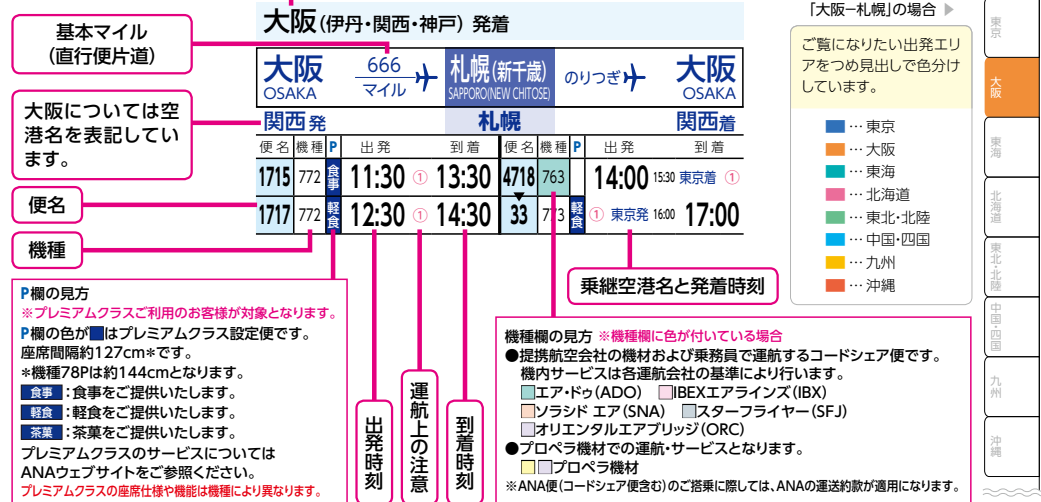 「大阪ー札幌」の場合 ▶
大阪(伊丹・関西・神戸) 発着
基本マイル
(直行便片道)
大阪
OSAKA
666
マイル
札幌(新千歳)
SAPPORO(NEW CHITOSE)
のりつぎ
大阪
OSAKA
大阪については空
港名を表記してい
ます。
関西発 札幌 関西着
便名 機種 P 出発 到着 便名 機種 P 出発 到着
1715 772 食事 11:30 ① 13:30 4718 763 14:00 15:30 東京着 ①
1717 772 軽食 12:30 ① 14:30 33 773 軽食 ① 東京発 16:00 17:00
便名
機種
出発時刻
運航上の注意
到着時刻
乗継空港名と発着時刻
P欄の見方
※プレミアムクラスご利用のお客様が対象となります。
P欄の色が■はプレミアムクラス設定便です。
座席間隔約127cm*です。
*機種78Pは約144cmとなります。
食事:食事をご提供いたします。
軽食:軽食をご提供いたします。
茶菓:茶菓をご提供いたします。
プレミアムクラスのサービスについては
ANAウェブサイトをご参照ください。
プレミアムクラスの座席仕様や機能は機種により異なります。
機種欄の見方 ※機種欄に色が付いている場合
●提携航空会社の機材および乗務員で運航するコードシェア便です。
機内サービスは各運航会社の基準により行います。
エア・ドゥ(ADO) IBEXエアラインズ(IBX)
ソラシド エア(SNA) スターフライヤー(SFJ)
オリエンタルエアブリッジ(ORC)
●プロペラ機材での運航・サービスとなります。
プロペラ機材
※ANA便(コードシェア便含む)のご搭乗に際しては、ANAの運送約款が適用になります。
ご覧になりたい出発エリ
アをつめ見出しで色分け
しています。
…東京
…大阪
…東海
…北海道
…東北・北陸
…中国・四国
…九州
…沖縄
東京
大阪
東海
北海道
東北・北陸
中国・四国
九州
沖縄